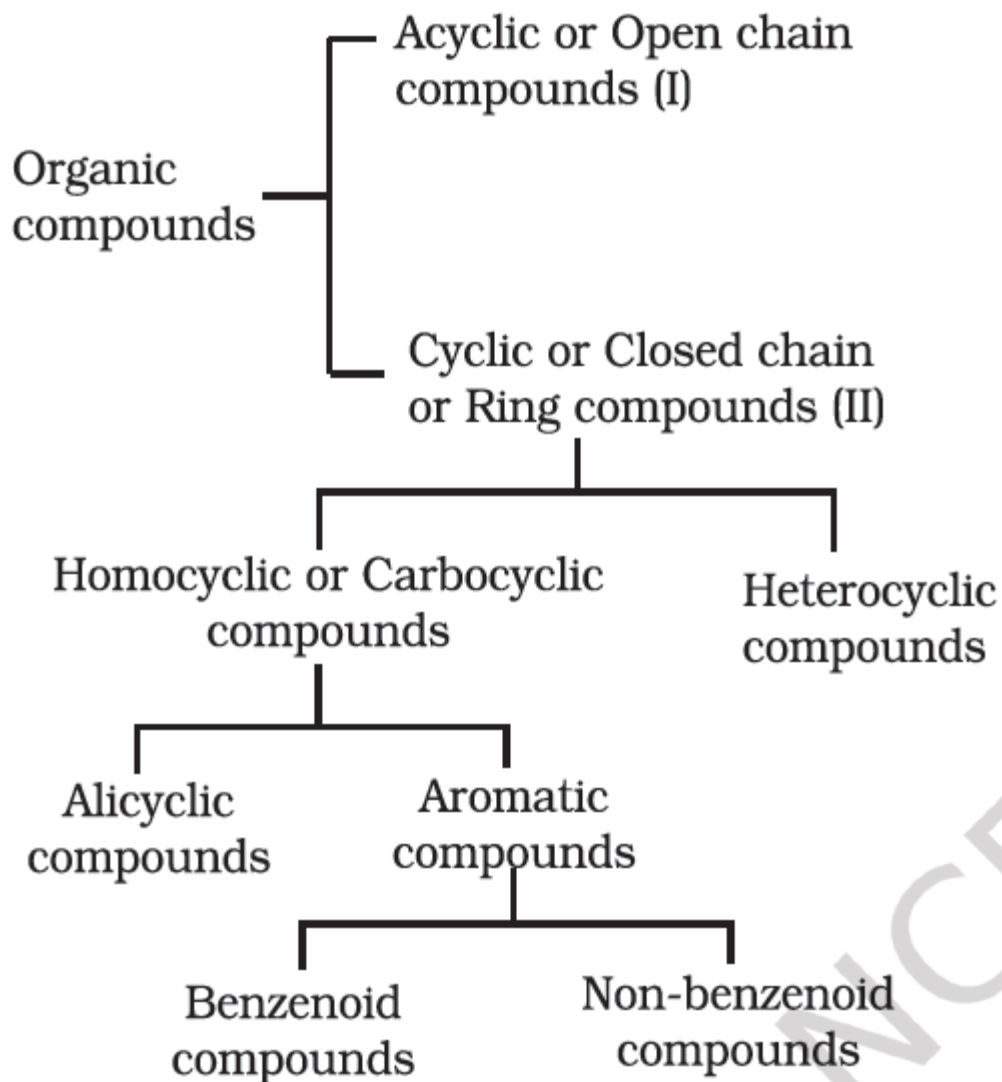 Acyclic or Open chain
compounds (I)
Organic
compounds
Cyclic or Closed chain
or Ring compounds (II)
Homocyclic or Carbocyclic
compounds
Heterocyclic
compounds
Alicyclic
compounds
Aromatic
compounds
Benzenoid
compounds
Non-benzenoid
compounds